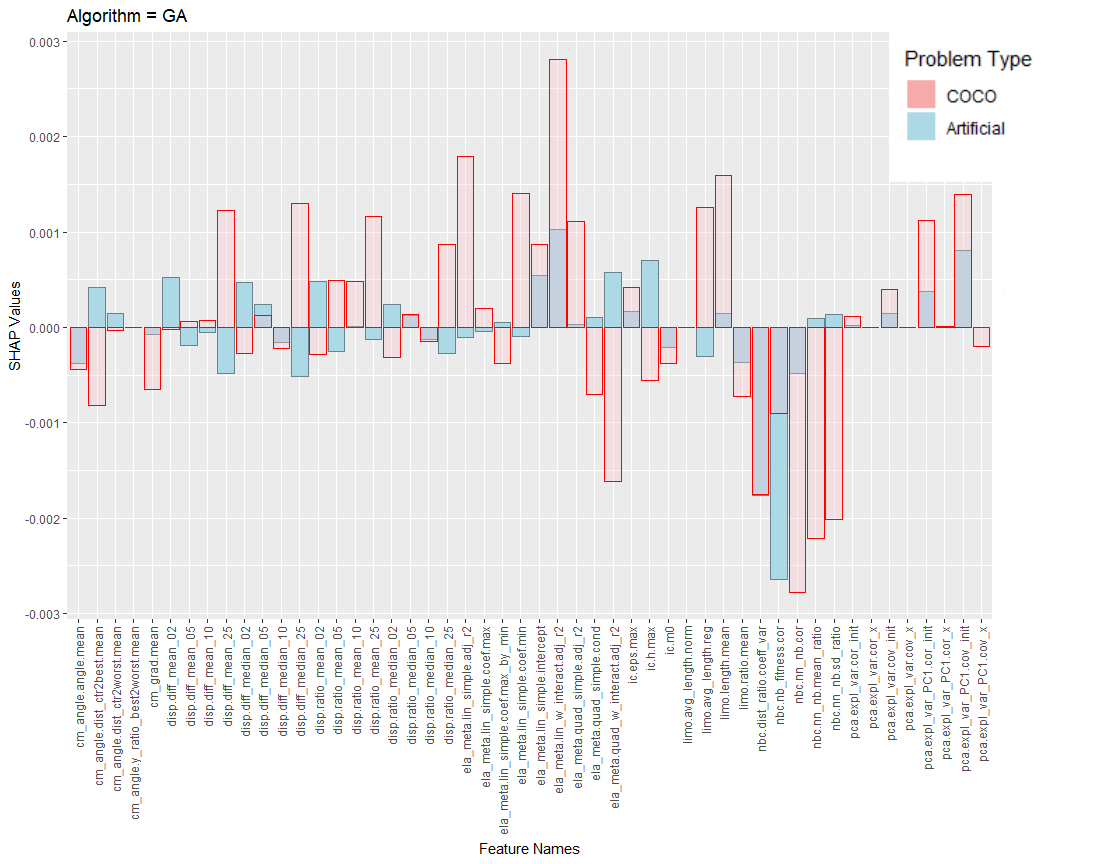 Algorithm = GA
Problem Type
COCO
Artificial
SHAP Values
0.003
0.002
0.001
0.000
-0.001
-0.002
-0.003
cm_angle.angle.mean
cm_angle.dist_ctr2best.mean
cm_angle.dist_ctr2worst.mean
cm_angle.y_ratio_best2worst.mean
cm_grad.mean
disp.diff_mean_02
disp.diff_mean_05
disp.diff_mean_10
disp.diff_mean_25
disp.diff_median_02
disp.diff_median_05
disp.diff_median_10
disp.diff_median_25
disp.ratio_mean_02
disp.ratio_mean_05
disp.ratio_mean_10
disp.ratio_mean_25
disp.ratio_median_02
disp.ratio_median_05
disp.ratio_median_10
disp.ratio_median_25
ela_meta.lin_simple.adj_r2
ela_meta.lin_simple.coef.max
ela_meta.lin_simple.coef.max_by_min
ela_meta.lin_simple.coef.min
ela_meta.lin_simple.intercept
ela_meta.lin_w_interact.adj_r2
ela_meta.quad_simple.adj_r2
ela_meta.quad_simple.cond
ela_meta.quad_w_interact.adj_r2
ic.eps.max
ic.h.max
ic.m0
limo.avg_length.norm
limo.avg_length.reg
limo.length.mean
limo.ratio.mean
nbc.dist_ratio.coeff_var
nbc.nb_fitness.cor
nbc.nn_nb.cor
nbc.nn_nb.mean_ratio
nbc.nn_nb.sd_ratio
pca.expl_var.cor_init
pca.expl_var.cor_x
pca.expl_var.cov_init
pca.expl_var.cov_x
pca.expl_var_PC1.cor_init
pca.expl_var_PC1.cor_x
pca.expl_var_PC1.cov_init
pca.expl_var_PC1.cov_x
Feature Names